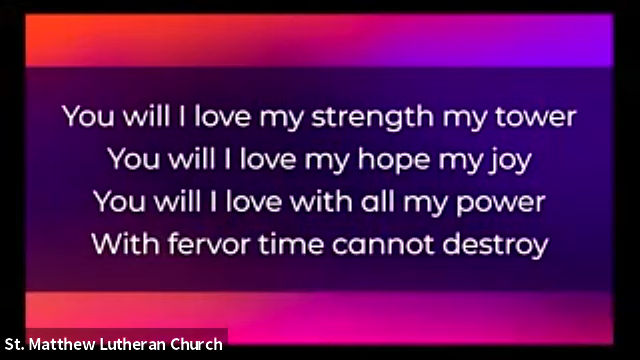 You will I love my strength my tower
You will I love my hope my joy
You will I love with all my power
With fervor time cannot destroy
St. Matthew Lutheran Church